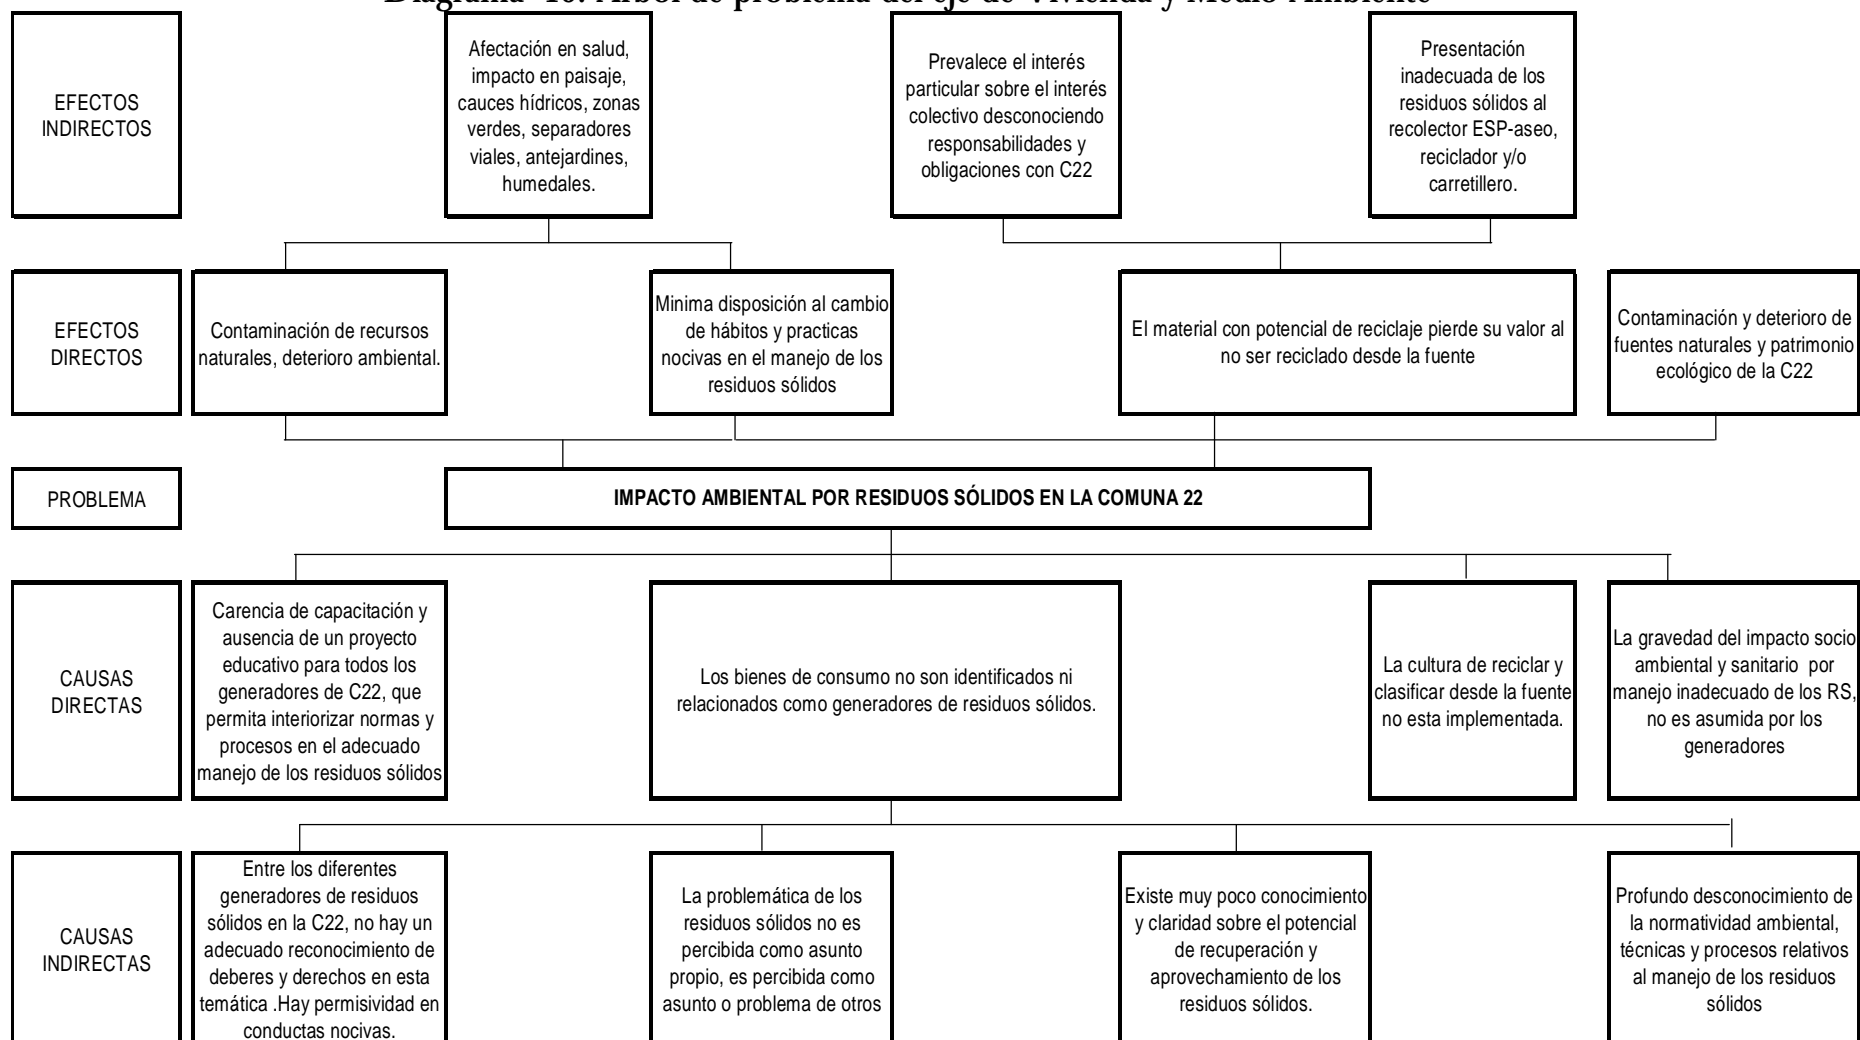 Diagrama 10. Árbol de problema del eje de Vivienda y Medio Ambiente
EFECTOS
INDIRECTOS
Afectación en salud,
impacto en paisaje,
cauces hídricos, zonas
verdes, separadores
viales, antejardines,
humedales.
Prevalece el interés
particular sobre el interés
colectivo desconociendo
responsabilidades y
obligaciones con C22
Presentación
inadecuada de los
residuos sólidos al
recolector ESP-aseo,
reciclador y/o
carretillero.
EFECTOS
DIRECTOS
Contaminación de recursos
naturales, deterioro ambiental.
Minima disposición al cambio
de hábitos y practicas
nocivas en el manejo de los
residuos sólidos
El material con potencial de reciclaje pierde su valor al
no ser reciclado desde la fuente
Contaminación y deterioro de
fuentes naturales y patrimonio
ecológico de la C22
PROBLEMA
IMPACTO AMBIENTAL POR RESIDUOS SÓLIDOS EN LA COMUNA 22
CAUSAS
DIRECTAS
Carencia de capacitación y
ausencia de un proyecto
educativo para todos los
generadores de C22, que
permita interiorizar normas y
procesos en el adecuado
manejo de los residuos sólidos
Los bienes de consumo no son identificados ni
relacionados como generadores de residuos sólidos.
La cultura de reciclar y
clasificar desde la fuente
no esta implementada.
La gravedad del impacto socio
ambiental y sanitario por
manejo inadecuado de los RS,
no es asumida por los
generadores
CAUSAS
INDIRECTAS
Entre los diferentes
generadores de residuos
sólidos en la C22, no hay un
adecuado reconocimiento de
deberes y derechos en esta
temática .Hay permisividad en
conductas nocivas.
La problemática de los
residuos sólidos no es
percibida como asunto
propio, es percibida como
asunto o problema de otros
Existe muy poco conocimiento
y claridad sobre el potencial
de recuperación y
aprovechamiento de los
residuos sólidos.
Profundo desconocimiento de
la normatividad ambiental,
técnicas y procesos relativos
al manejo de los residuos
sólidos